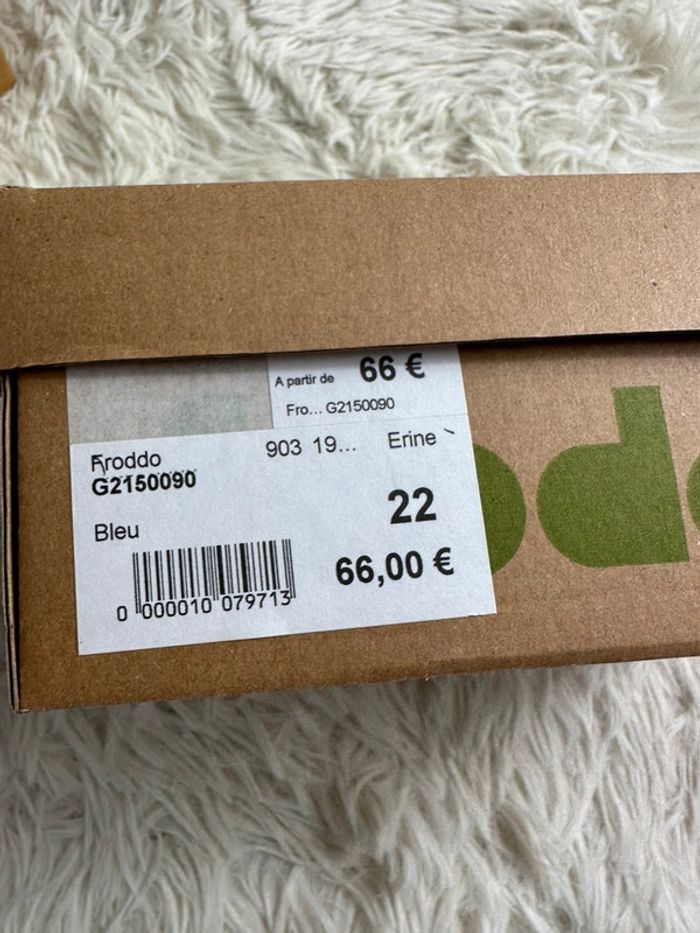 A partir de 66 €
Fro... G2150090
Froddo 903 19... Erine
G2150090
22
Bleu
66,00 €
0 000010 079713